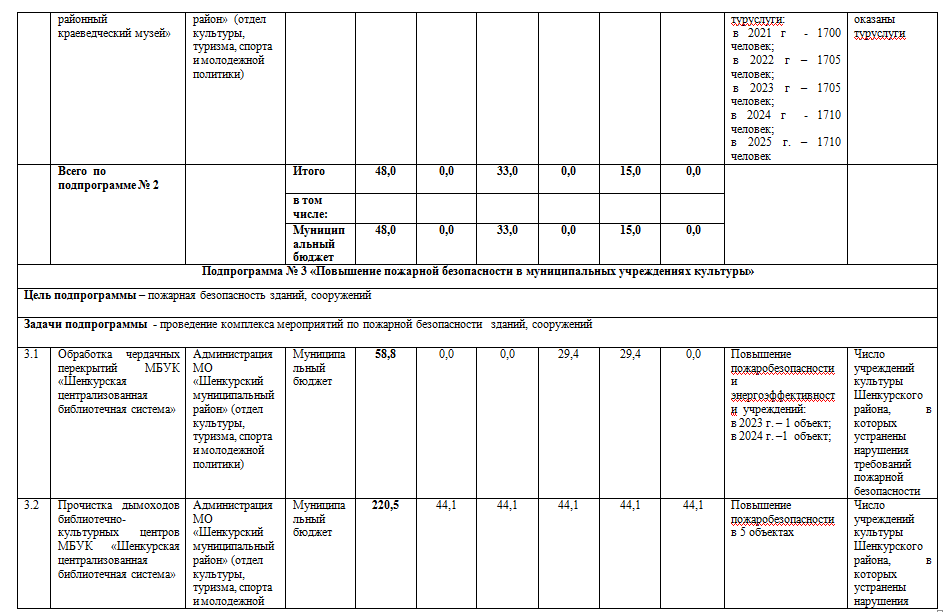 районный
краеведческий музей»
район» (отдел
культуры,
туризма, спорта
и молодежной
политики)
туруслуги:
в 2021 г - 1700
человек;
в 2022 г – 1705
человек;
в 2023 г – 1705
человек;
в 2024 г - 1710
человек;
в 2025 г. – 1710
человек
оказаны
туруслуги
Всего по
подпрограмме № 2
Итого
48,0
0,0
33,0
0,0
15,0
0,0
в том
числе:
Муницип
альный
бюджет
48,0
0,0
33,0
0,0
15,0
0,0
Подпрограмма № 3 «Повышение пожарной безопасности в муниципальных учреждениях культуры»
Цель подпрограммы – пожарная безопасность зданий, сооружений
Задачи подпрограммы - проведение комплекса мероприятий по пожарной безопасности зданий, сооружений
3.1
Обработка чердачных
перекрытий МБУК
«Шенкурская
централизованная
библиотечная система»
Администрация
МО
«Шенкурский
муниципальный
район» (отдел
культуры,
туризма, спорта
и молодежной
политики)
Муниципа
льный
бюджет
58,8
0,0
0,0
29,4
29,4
0,0
Повышение
пожаробезопасности
и
энергоэффективност
и учреждений:
в 2023 г. – 1 объект;
в 2024 г. –1 объект;
Число
учреждений
культуры
Шенкурского
района, в
которых
устранены
нарушения
требований
пожарной
безопасности
3.2
Прочистка дымоходов
библиотечно-
культурных центров
МБУК «Шенкурская
централизованная
библиотечная система»
Администрация
МО
«Шенкурский
муниципальный
район» (отдел
культуры,
туризма, спорта
и молодежной
Муниципа
льный
бюджет
220,5
44,1
44,1
44,1
44,1
44,1
Повышение
пожаробезопасности
в 5 объектах
Число
учреждений
культуры
Шенкурского
района, в
которых
устранены
нарушения